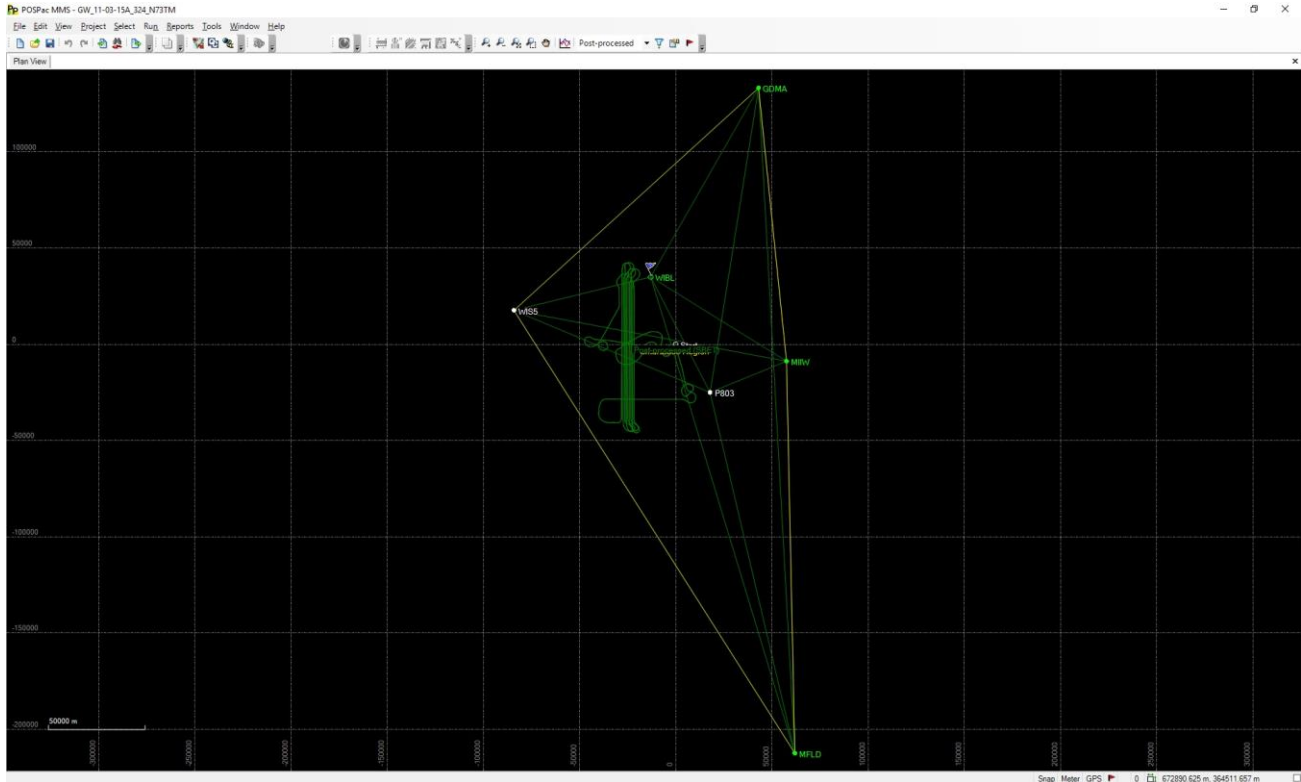 POSPac MMS - GW_11-03-15A_324_N73TM
File Edit View Project Select Run Reports Tools Window Help
Post-processed
Plan View
GDMA
100000
50000
WIBL
WIS5
0
MIIW
P803
-50000
-100000
-150000
-200000
50000 m
MFLD
-300000 -250000 -200000 -150000 -100000 -50000 0 50000 100000 150000 200000 250000 300000
Snap Meter GPS 0 672890.625 m, 364511.657 m